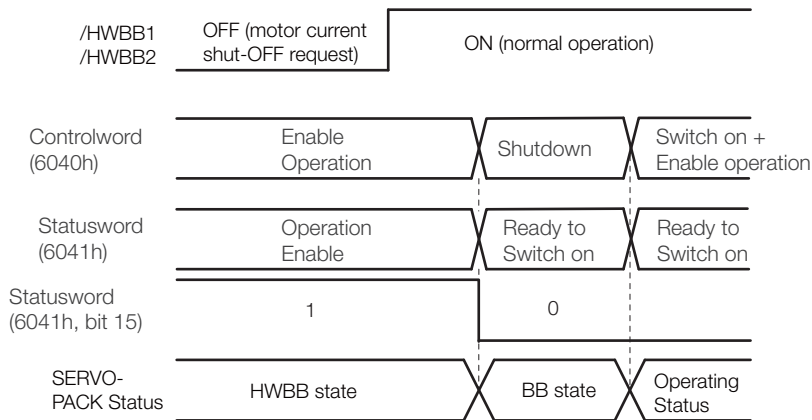 /HWBB1
/HWBB2
OFF (motor current
shut-OFF request)
ON (normal operation)
Controlword
(6040h)
Enable
Operation
Shutdown
Switch on +
Enable operation
Statusword
(6041h)
Operation
Enable
Ready to
Switch on
Ready to
Switch on
Statusword
(6041h, bit 15)
1
0
SERVO-
PACK Status
HWBB state
BB state
Operating
Status